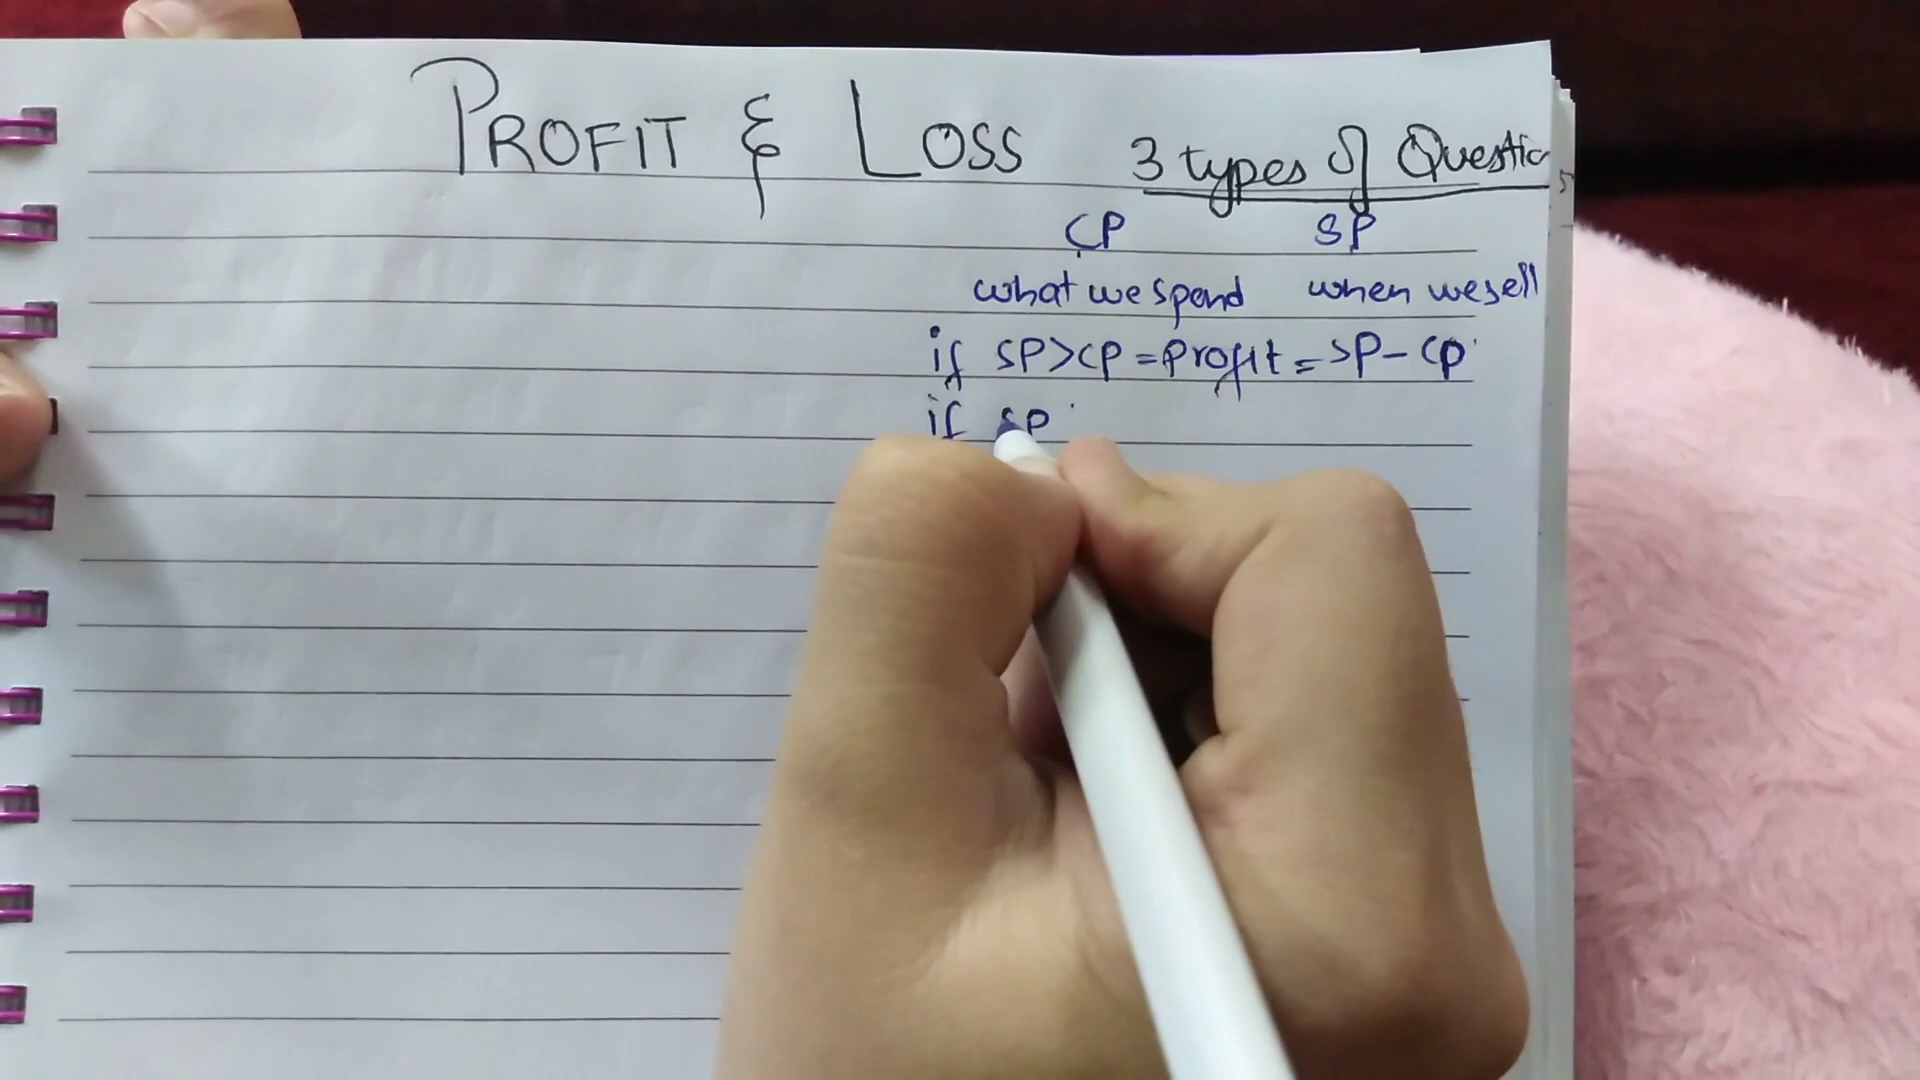 PROFIT & LOSS 3 types of Questions
CP SP
what we spend when we sell
if SP>CP = Profit = SP - CP
if SP